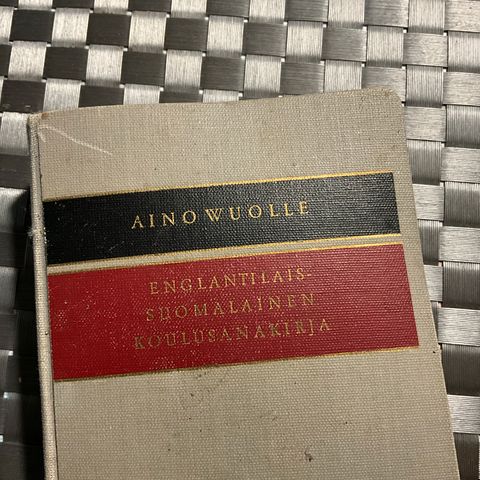 AINO WUOLLE
ENGLANTILAIS-
SUOMALAINEN
KOULUSANAKIRJA